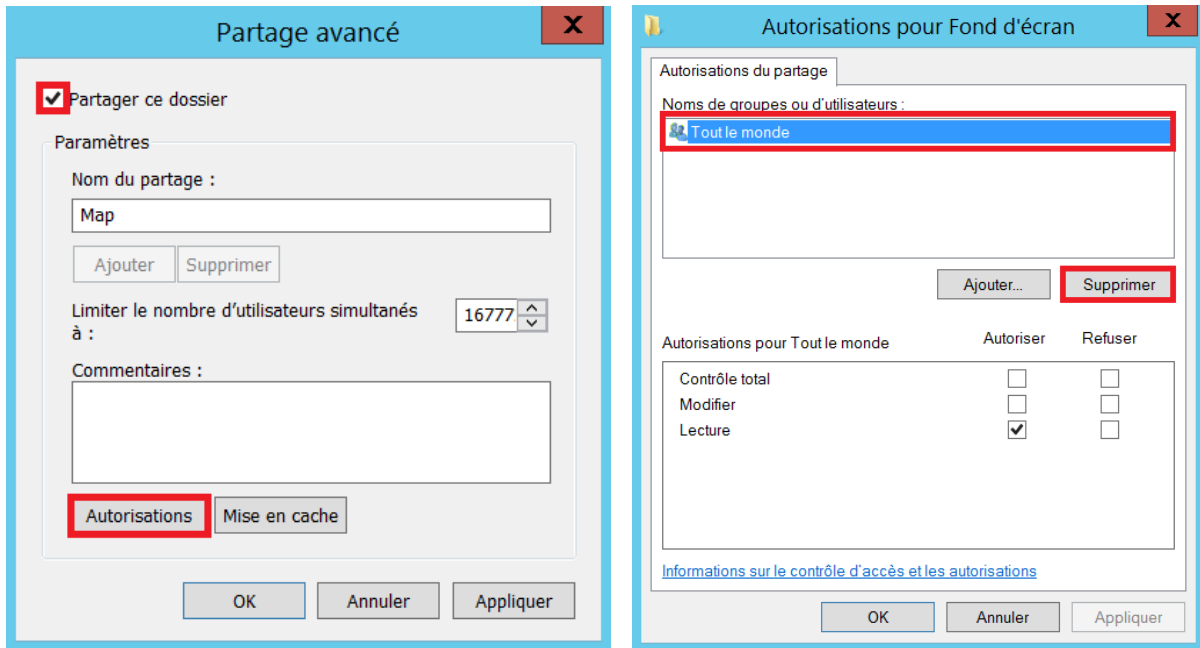 Partage avancé
X
Partager ce dossier
Paramètres
Nom du partage :
Map
Ajouter
Supprimer
Limiter le nombre d'utilisateurs simultanés
à :
16777
Commentaires :
Autorisations
Mise en cache
OK
Annuler
Appliquer
Autorisations pour Fond d'écran
X
Autorisations du partage
Noms de groupes ou d'utilisateurs :
Tout le monde
Ajouter...
Supprimer
Autorisations pour Tout le monde
Autoriser
Refuser
Contrôle total
Modifier
Lecture
Informations sur le contrôle d'accès et les autorisations
OK
Annuler
Appliquer